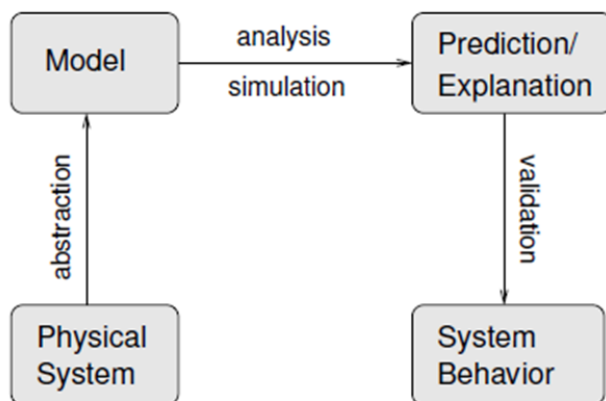 Model
analysis
simulation
Prediction/
Explanation
abstraction
validation
Physical
System
System
Behavior